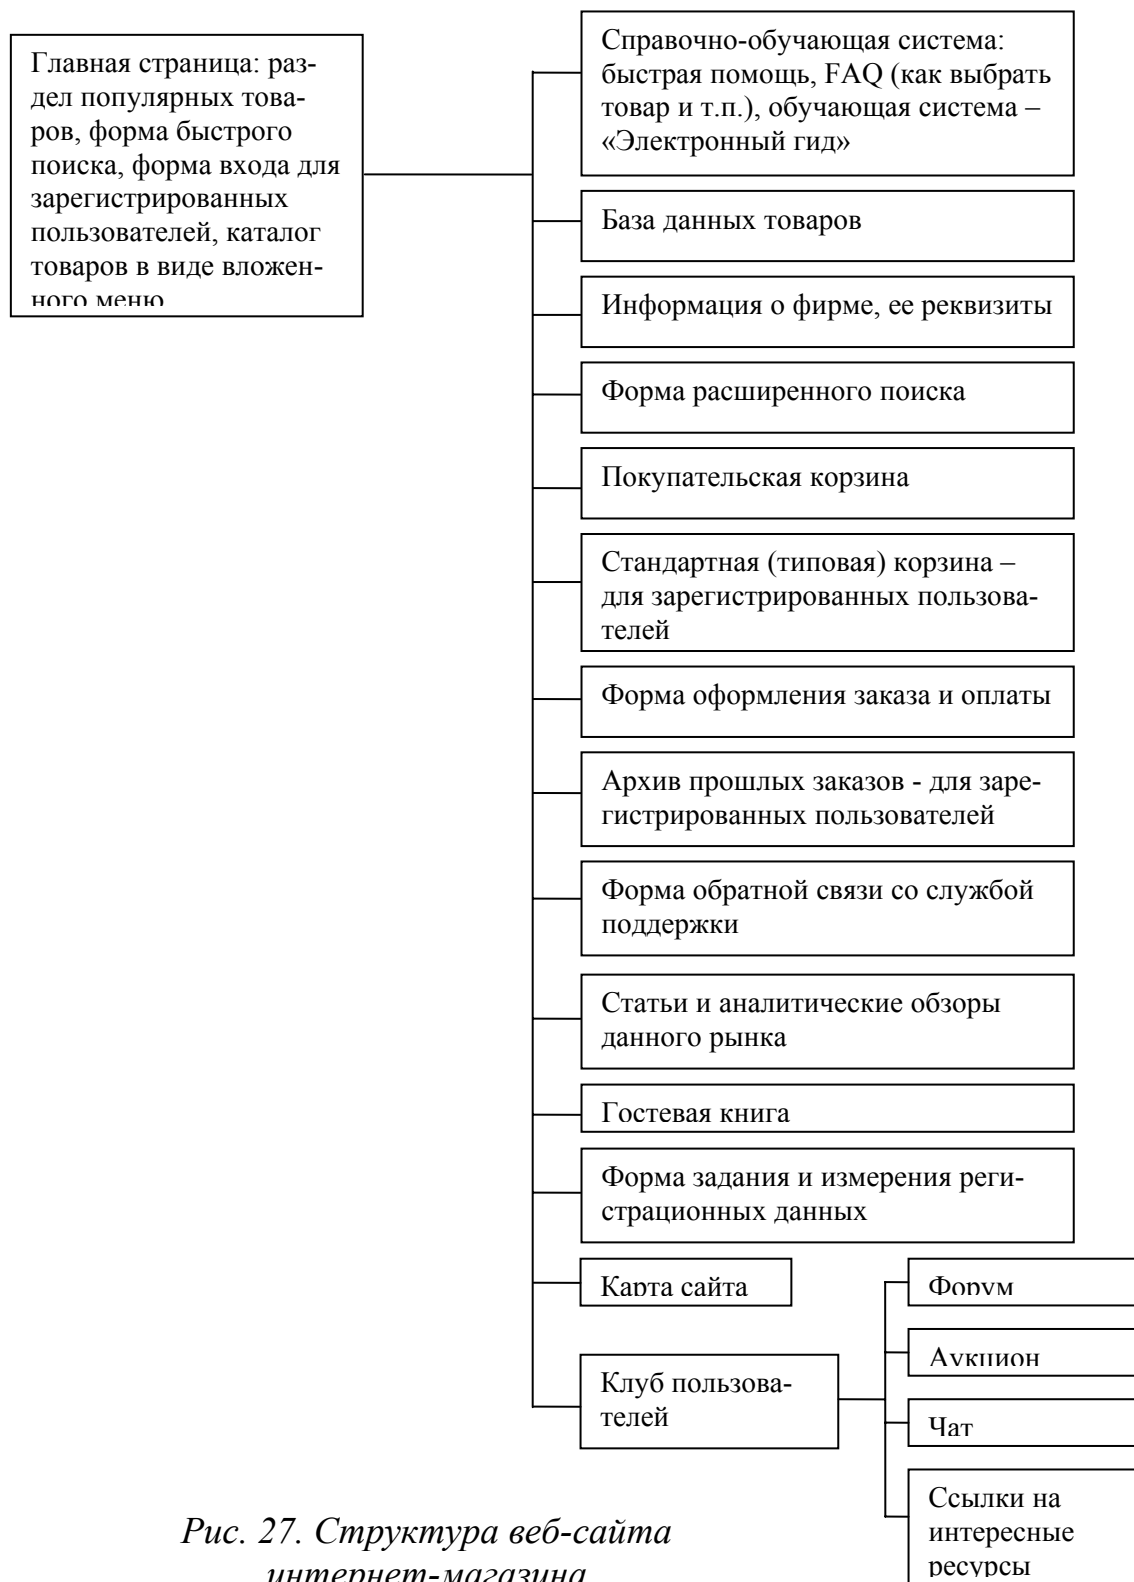 Главная страница: раз-
дел популярных това-
ров, форма быстрого
поиска, форма входа для
зарегистрированных
пользователей, каталог
товаров в виде вложен-
ного меню
Справочно-обучающая система:
быстрая помощь, FAQ (как выбрать
товар и т.п.), обучающая система –
«Электронный гид»
База данных товаров
Информация о фирме, ее реквизиты
Форма расширенного поиска
Покупательская корзина
Стандартная (типовая) корзина –
для зарегистрированных пользова-
телей
Форма оформления заказа и оплаты
Архив прошлых заказов - для заре-
гистрированных пользователей
Форма обратной связи со службой
поддержки
Статьи и аналитические обзоры
данного рынка
Гостевая книга
Форма задания и измерения реги-
страционных данных
Карта сайта
Клуб пользова-
телей
Форум
Аукцион
Чат
Ссылки на
интересные
ресурсы
Рис. 27. Структура веб-сайта
интернет-магазина